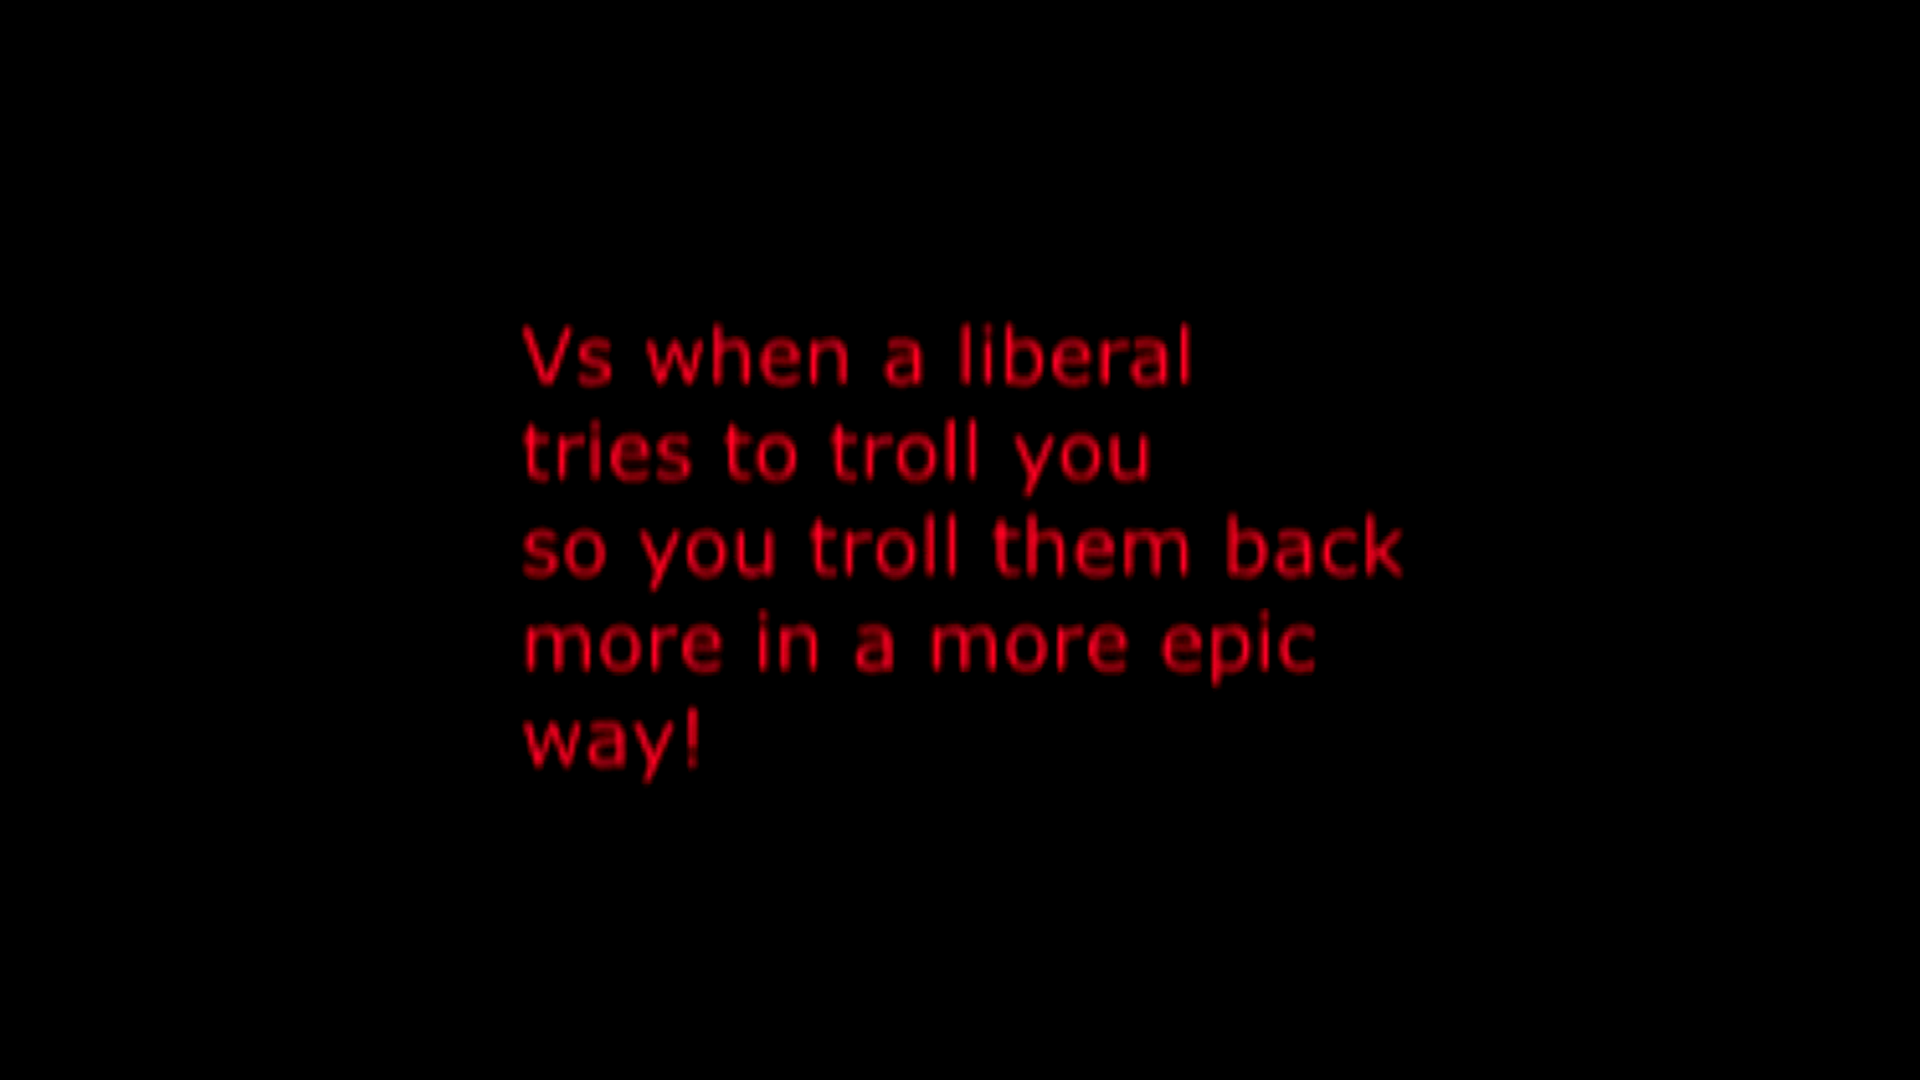 Vs when a liberal
tries to troll you
so you troll them back
more in a more epic
way!